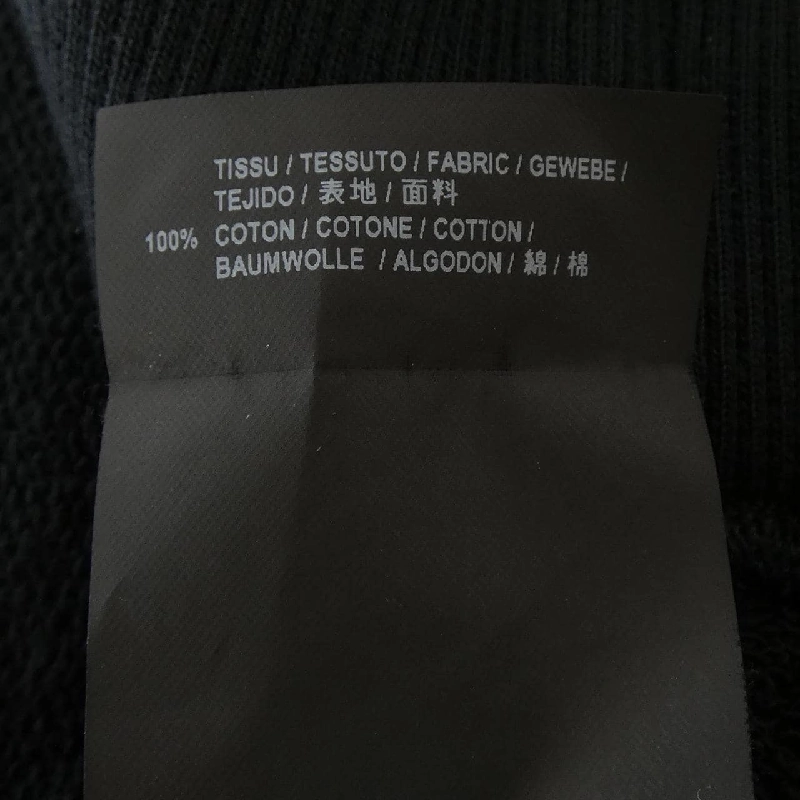 TISSU / TESSUTO / FABRIC / GEWEBE /
TEJIDO / 表地 / 面料
100% COTON / COTONE / COTTON /
BAUMWOLLE / ALGODON / 綿 / 棉